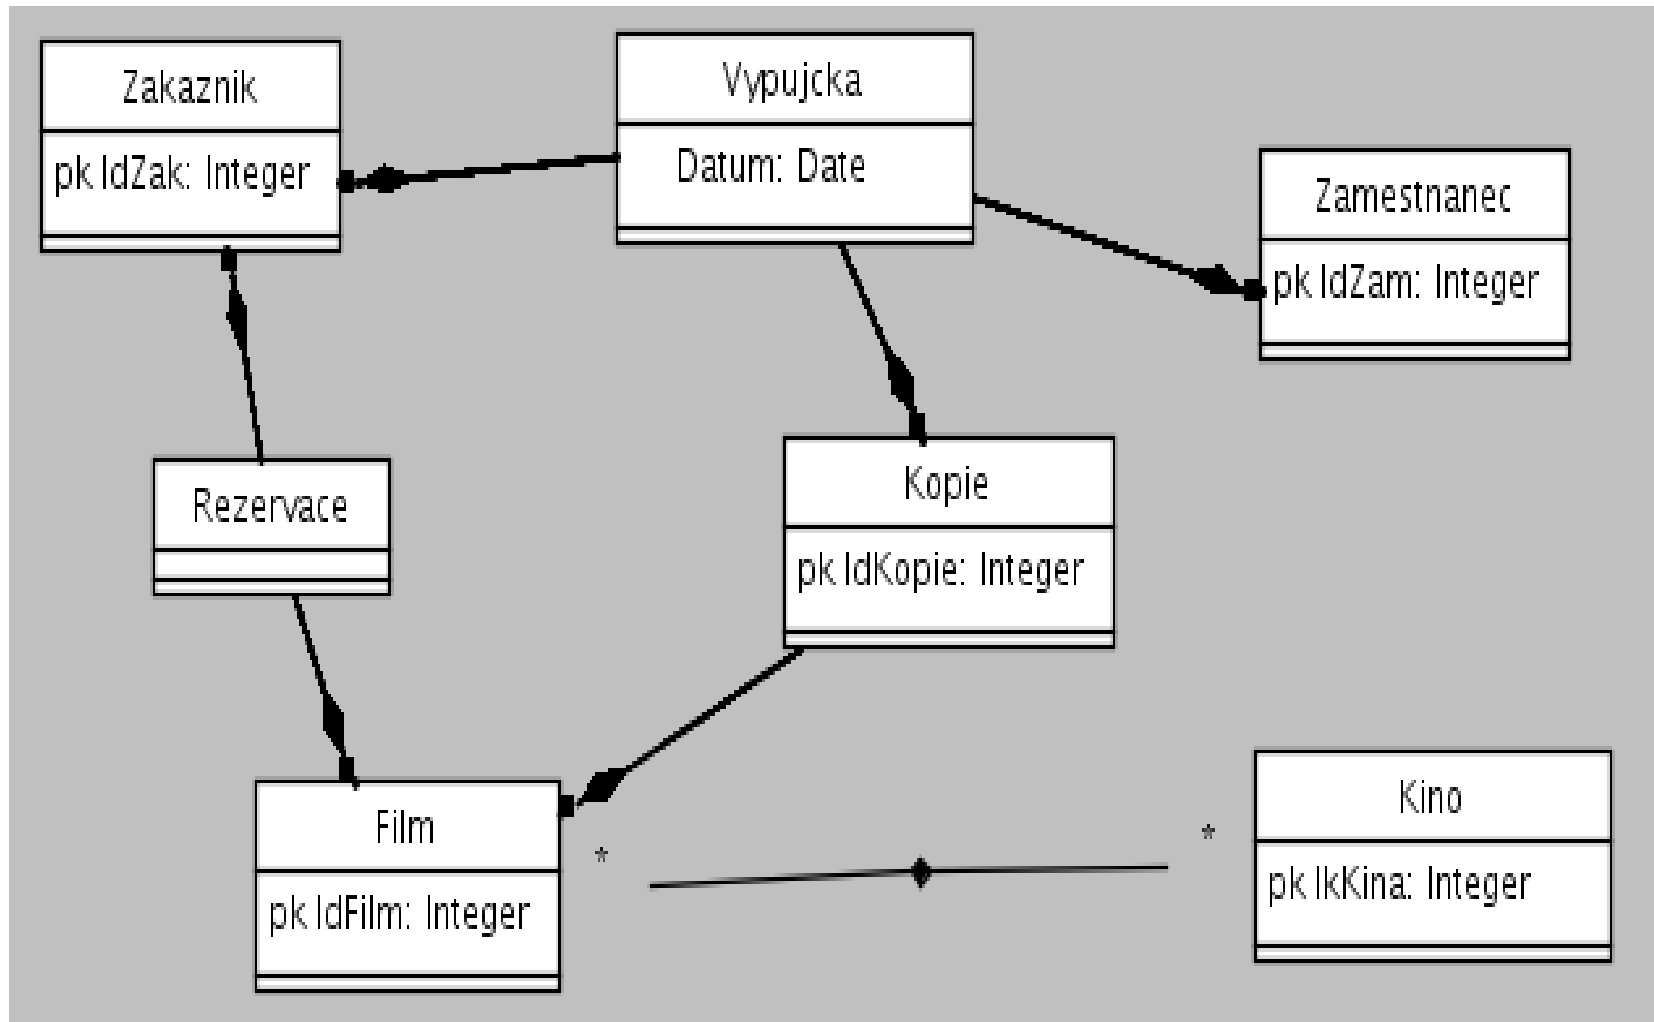 Zakaznik
pk IdZak: Integer
Vypujcka
Datum: Date
Zamestnanec
pk IdZam: Integer
Rezervace
Kopie
pk IdKopie: Integer
Film
pk IdFilm: Integer
*
*
Kino
pk IkKina: Integer